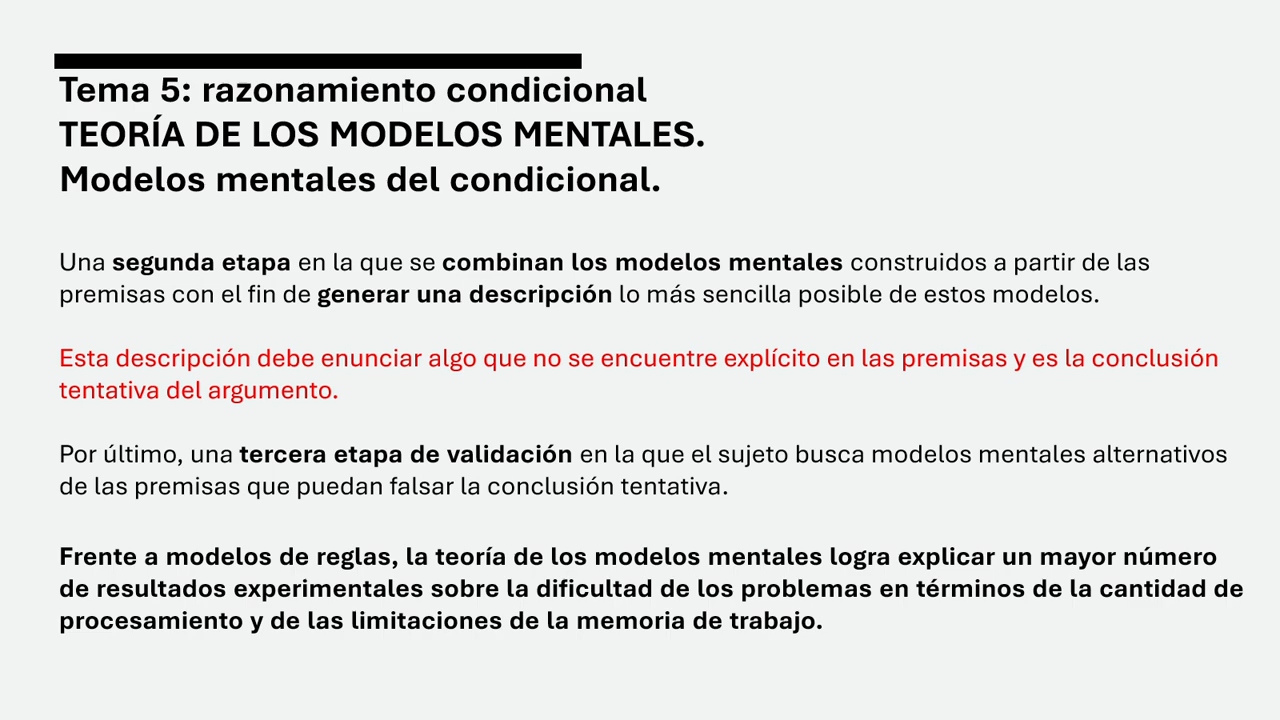 Tema 5: razonamiento condicional
TEORÍA DE LOS MODELOS MENTALES.
Modelos mentales del condicional.
Una segunda etapa en la que se combinan los modelos mentales construidos a partir de las
premisas con el fin de generar una descripción lo más sencilla posible de estos modelos.
Esta descripción debe enunciar algo que no se encuentre explícito en las premisas y es la conclusión
tentativa del argumento.
Por último, una tercera etapa de validación en la que el sujeto busca modelos mentales alternativos
de las premisas que puedan falsar la conclusión tentativa.
Frente a modelos de reglas, la teoría de los modelos mentales logra explicar un mayor número
de resultados experimentales sobre la dificultad de los problemas en términos de la cantidad de
procesamiento y de las limitaciones de la memoria de trabajo.